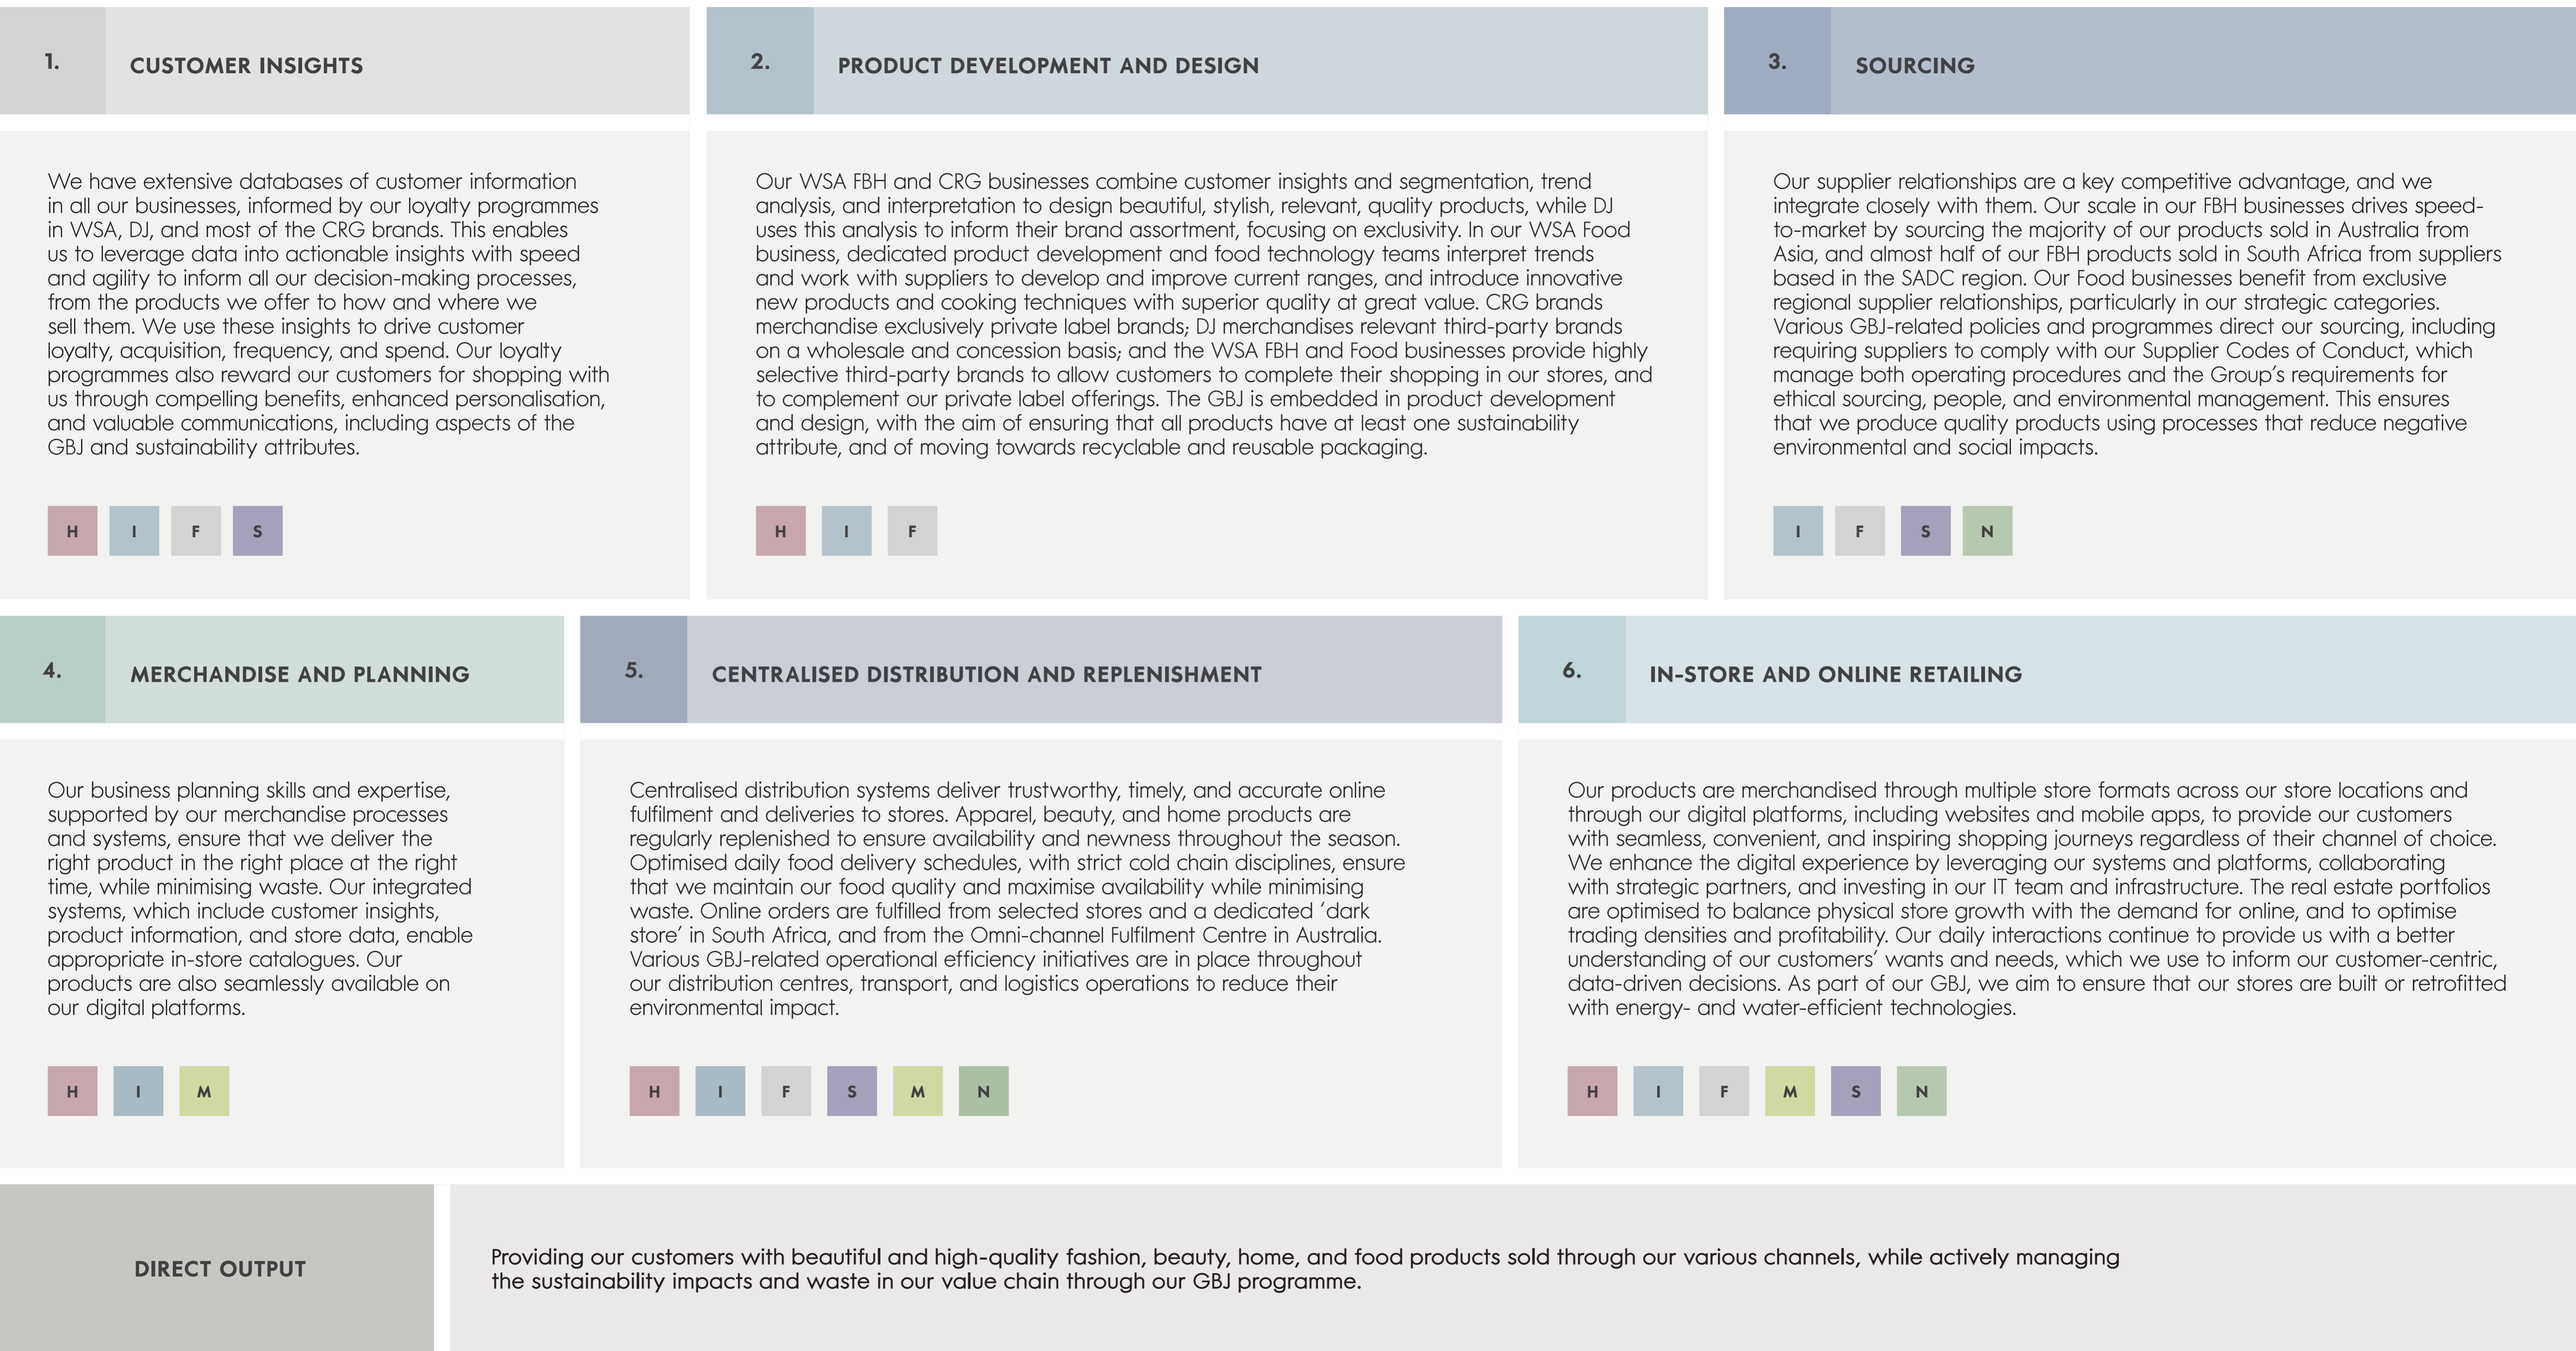 1.
CUSTOMER INSIGHTS
We have extensive databases of customer information
in all our businesses, informed by our loyalty programmes
in WSA, DJ, and most of the CRG brands. This enables
us to leverage data into actionable insights with speed
and agility to inform all our decision-making processes,
from the products we offer to how and where we
sell them. We use these insights to drive customer
loyalty, acquisition, frequency, and spend. Our loyalty
programmes also reward our customers for shopping with
us through compelling benefits, enhanced personalisation,
and valuable communications, including aspects of the
GBJ and sustainability attributes.
H I F S
2.
PRODUCT DEVELOPMENT AND DESIGN
Our WSA FBH and CRG businesses combine customer insights and segmentation, trend
analysis, and interpretation to design beautiful, stylish, relevant, quality products, while DJ
uses this analysis to inform their brand assortment, focusing on exclusivity. In our WSA Food
business, dedicated product development and food technology teams interpret trends
and work with suppliers to develop and improve current ranges, and introduce innovative
new products and cooking techniques with superior quality at great value. CRG brands
merchandise exclusively private label brands; DJ merchandises relevant third-party brands
on a wholesale and concession basis; and the WSA FBH and Food businesses provide highly
selective third-party brands to allow customers to complete their shopping in our stores, and
to complement our private label offerings. The GBJ is embedded in product development
and design, with the aim of ensuring that all products have at least one sustainability
attribute, and of moving towards recyclable and reusable packaging.
H I F
3.
SOURCING
Our supplier relationships are a key competitive advantage, and we
integrate closely with them. Our scale in our FBH businesses drives speed-
to-market by sourcing the majority of our products sold in Australia from
Asia, and almost half of our FBH products sold in South Africa from suppliers
based in the SADC region. Our Food businesses benefit from exclusive
regional supplier relationships, particularly in our strategic categories.
Various GBJ-related policies and programmes direct our sourcing, including
requiring suppliers to comply with our Supplier Codes of Conduct, which
manage both operating procedures and the Group’s requirements for
ethical sourcing, people, and environmental management. This ensures
that we produce quality products using processes that reduce negative
environmental and social impacts.
I F S N
4.
MERCHANDISE AND PLANNING
Our business planning skills and expertise,
supported by our merchandise processes
and systems, ensure that we deliver the
right product in the right place at the right
time, while minimising waste. Our integrated
systems, which include customer insights,
product information, and store data, enable
appropriate in-store catalogues. Our
products are also seamlessly available on
our digital platforms.
H I M
5.
CENTRALISED DISTRIBUTION AND REPLENISHMENT
Centralised distribution systems deliver trustworthy, timely, and accurate online
fulfilment and deliveries to stores. Apparel, beauty, and home products are
regularly replenished to ensure availability and newness throughout the season.
Optimised daily food delivery schedules, with strict cold chain disciplines, ensure
that we maintain our food quality and maximise availability while minimising
waste. Online orders are fulfilled from selected stores and a dedicated ‘dark
store’ in South Africa, and from the Omni-channel Fulfilment Centre in Australia.
Various GBJ-related operational efficiency initiatives are in place throughout
our distribution centres, transport, and logistics operations to reduce their
environmental impact.
H I F S M N
6.
IN-STORE AND ONLINE RETAILING
Our products are merchandised through multiple store formats across our store locations and
through our digital platforms, including websites and mobile apps, to provide our customers
with seamless, convenient, and inspiring shopping journeys regardless of their channel of choice.
We enhance the digital experience by leveraging our systems and platforms, collaborating
with strategic partners, and investing in our IT team and infrastructure. The real estate portfolios
are optimised to balance physical store growth with the demand for online, and to optimise
trading densities and profitability. Our daily interactions continue to provide us with a better
understanding of our customers’ wants and needs, which we use to inform our customer-centric,
data-driven decisions. As part of our GBJ, we aim to ensure that our stores are built or retrofitted
with energy- and water-efficient technologies.
H I F M S N
DIRECT OUTPUT
Providing our customers with beautiful and high-quality fashion, beauty, home, and food products sold through our various channels, while actively managing
the sustainability impacts and waste in our value chain through our GBJ programme.